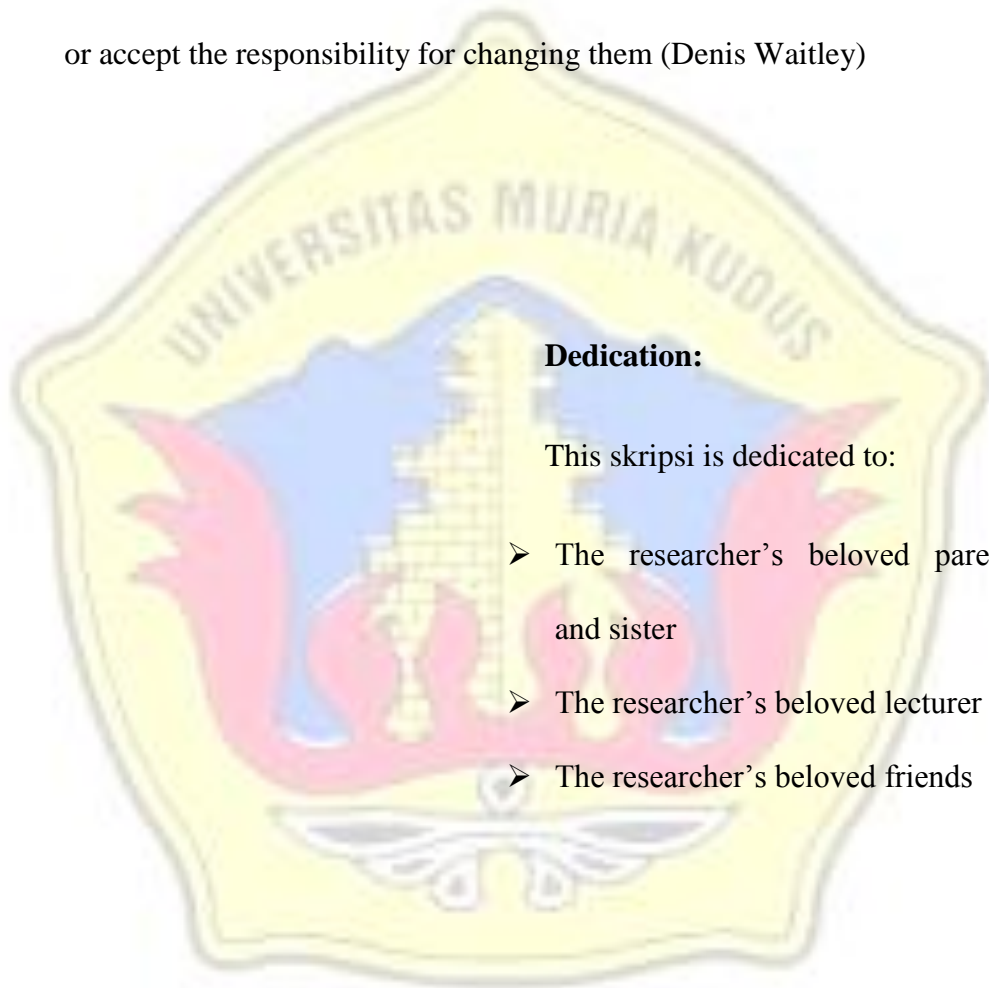 or accept the responsibility for changing them (Denis Waitley)
UNIVERSITAS MURIA KUDUS
Dedication:
This skripsi is dedicated to:
➢ The researcher’s beloved pare
and sister
➢ The researcher’s beloved lecturer
➢ The researcher’s beloved friends